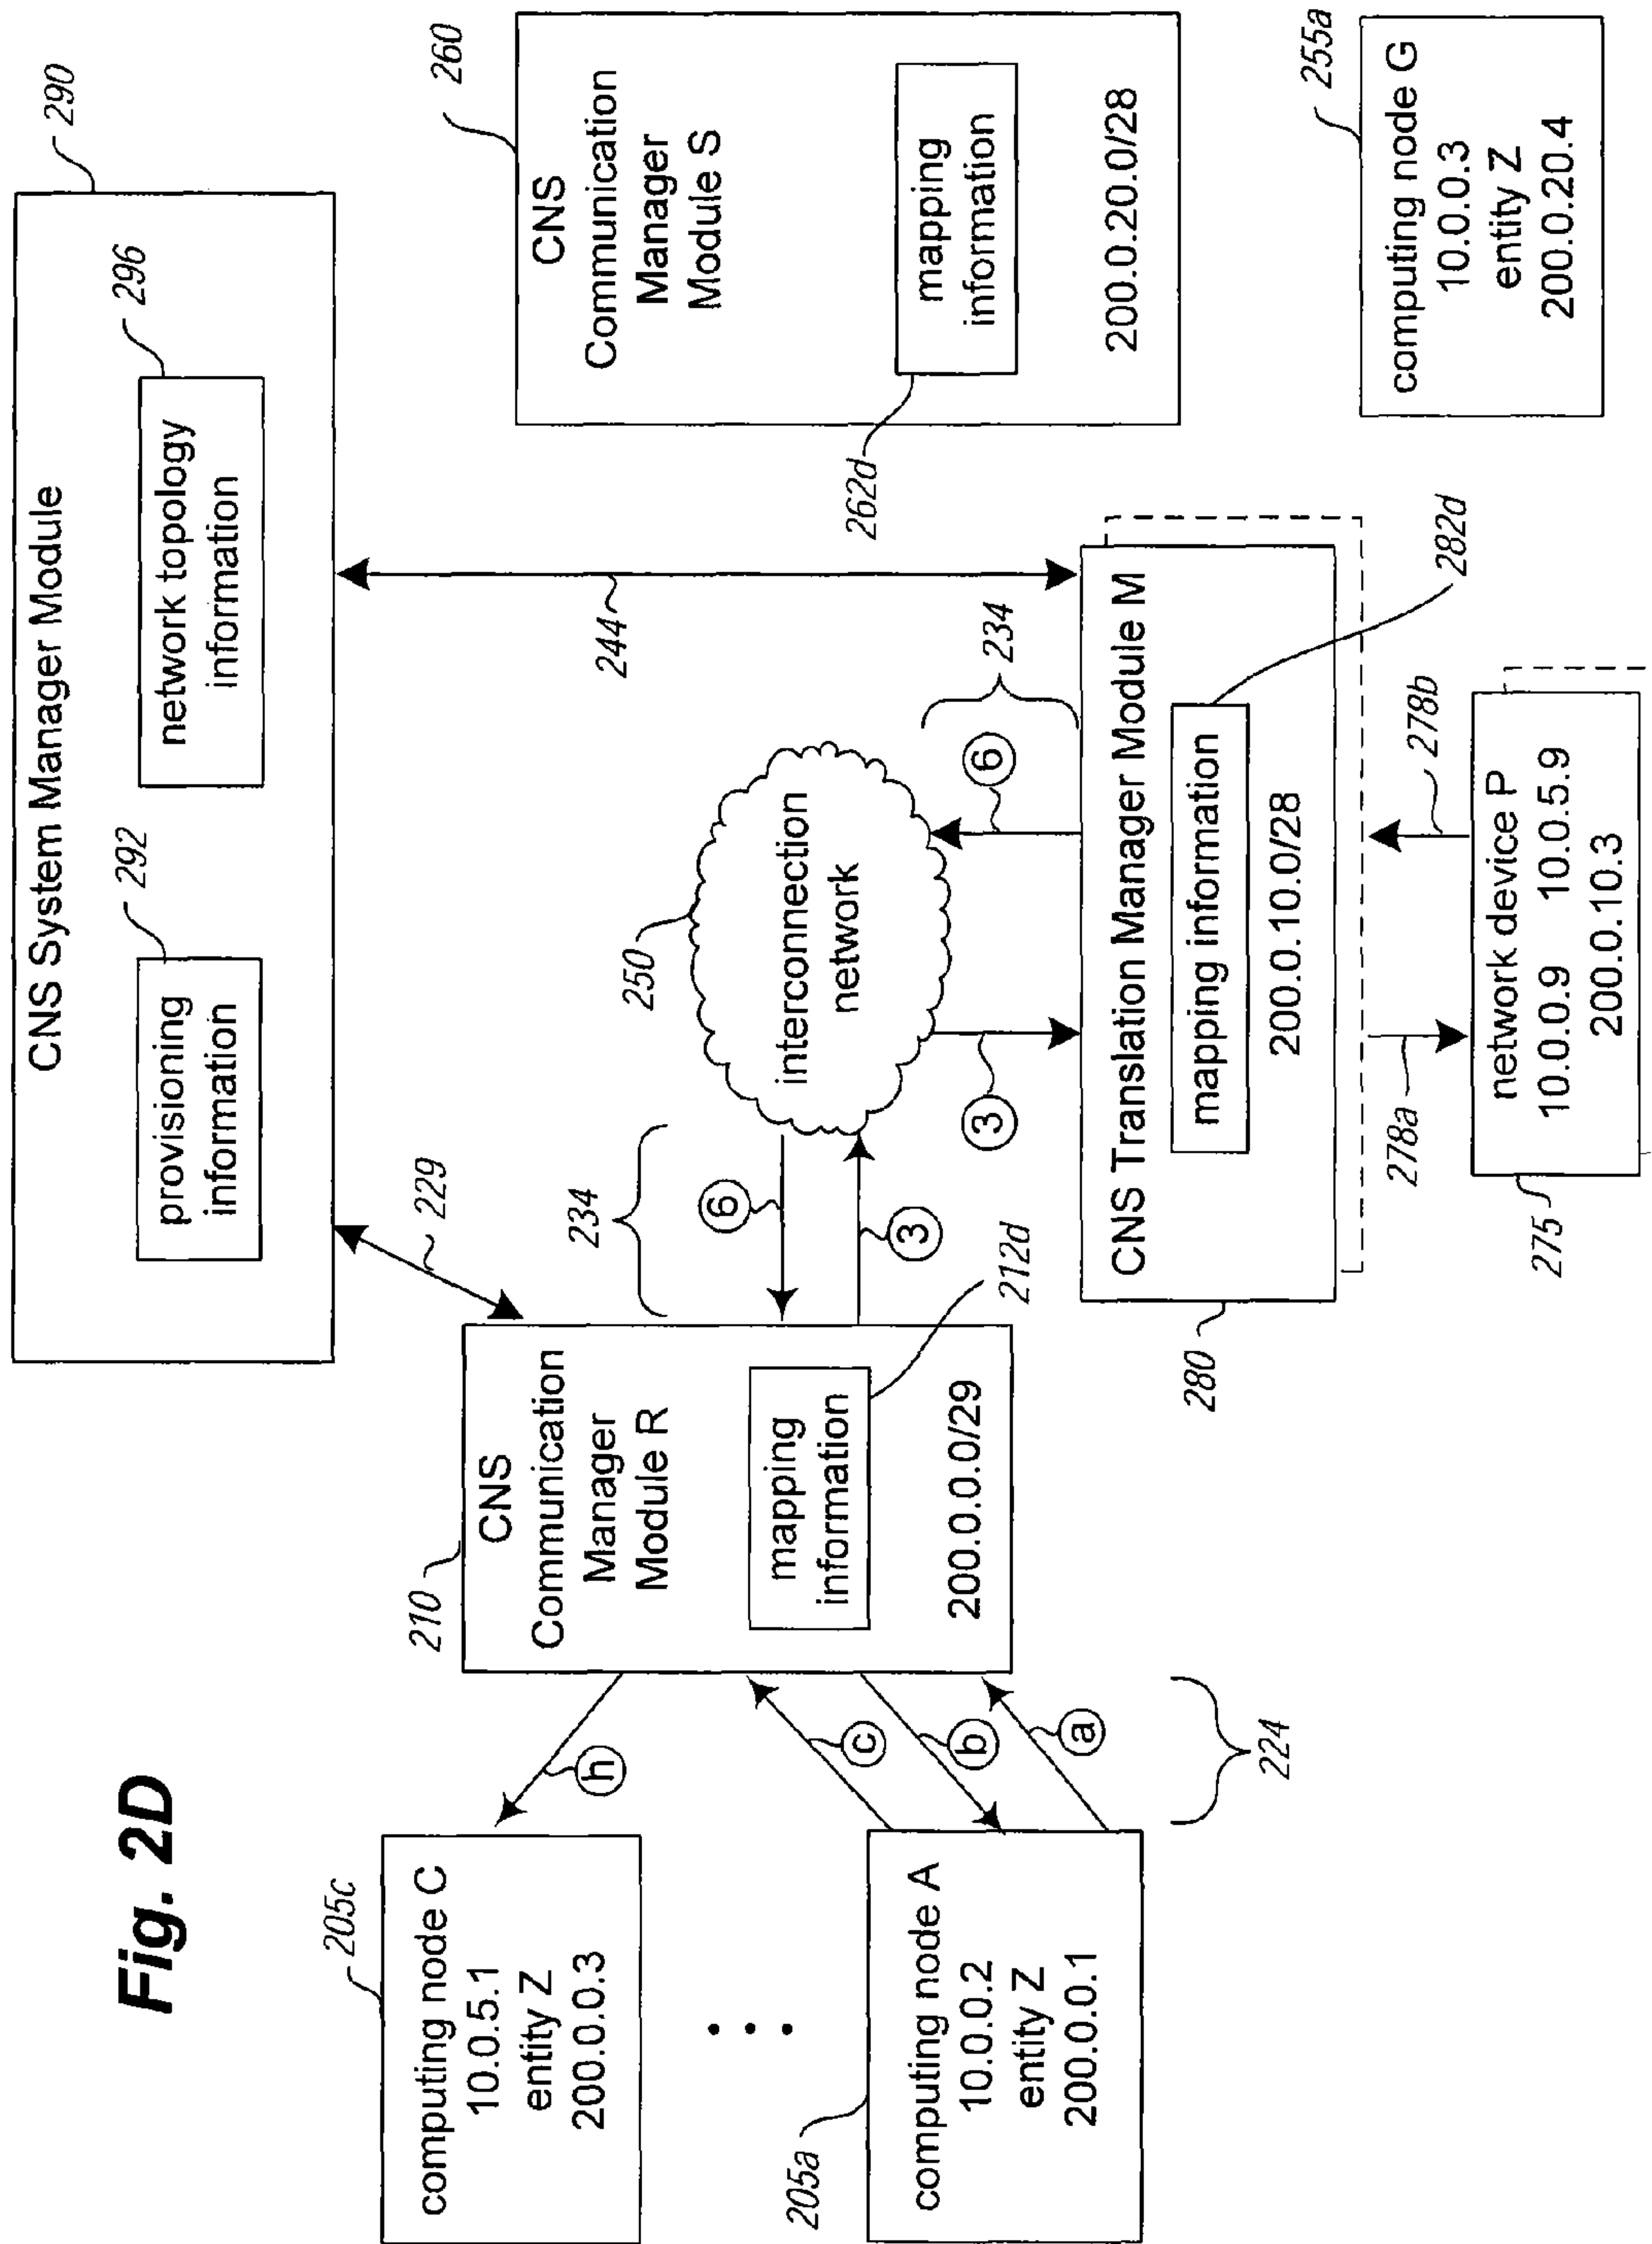 Fig. 2D
CNS System Manager Module
290
provisioning
information
292
network topology
information
296
229
244
205c
computing node C
10.0.5.1
entity Z
200.0.0.3
205a
computing node A
10.0.0.2
entity Z
200.0.0.1
h
c
b
a
224
210
CNS
Communication
Manager
Module R
mapping
information
200.0.0.0/29
212d
234
6
3
250
interconnection
network
3
6
234
260
CNS
Communication
Manager
Module S
mapping
information
262d
200.0.20.0/28
280
CNS Translation Manager Module M
mapping information
200.0.10.0/28
282d
278a
278b
275
network device P
10.0.0.9 10.0.5.9
200.0.10.3
255a
computing node G
10.0.0.3
entity Z
200.0.20.4